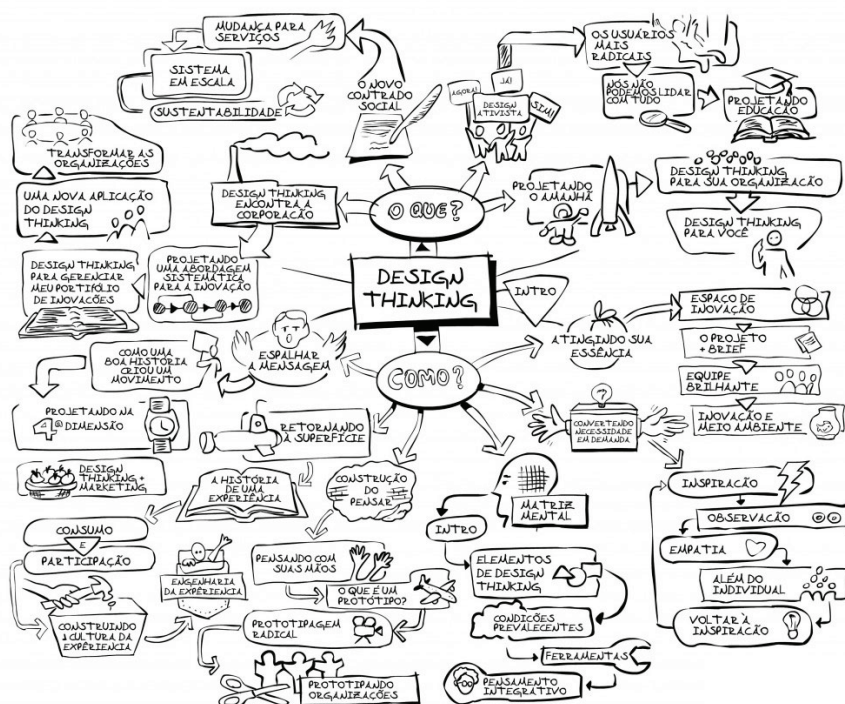 MUDANÇA PARA
SERVIÇOS
SISTEMA
EM ESCALA
SUSTENTABILIDADE
O NOVO
CONTRADO
SOCIAL
AGORA!
JÁ!
SIM!
DESIGN
ATIVISTA
OS USUÁRIOS
MAIS
RADICAIS
NÓS NÃO
PODEMOS LIDAR
COM TUDO
PROJETANDO
EDUCAÇÃO
TRANSFORMAR AS
ORGANIZAÇÕES
UMA NOVA APLICAÇÃO
DO DESIGN
THINKING
DESIGN THINKING
ENCONTRA A
CORPORAÇÃO
O QUE?
PROJETANDO
O AMANHÃ
DESIGN THINKING
PARA SUA ORGANIZACÃO
DESIGN THINKING
PARA VOCÊ
DESIGN THINKING
PARA GERENCIAR
MEU PORTIFÓLIO
DE INOVAÇÕES
PROJETANDO
UMA ABORDAGEM
SISTEMÁTICA
PARA A INOVAÇÃO
DESIGN
THINKING
INTRO
COMO?
ESPALHAR
A MENSAGEM
COMO UMA
BOA HISTÓRIA
CRIOU UM
MOVIMENTO
PROJETANDO NA
4ª DIMENSÃO
DESIGN
THINKING +
MARKETING
ATINGINDO SUA
ESSÊNCIA
ESPAÇO DE
INOVAÇÃO
O PROJETO
+ BRIEF
EQUIPE
BRILHANTE
INOVAÇÃO E
MEIO AMBIENTE
CONVERTENDO
NECESSIDADE
EM DEMANDA
INSPIRAÇÃO
OBSERVAÇÃO
EMPATIA
ALÉM DO
INDIVIDUAL
VOLTAR À
INSPIRAÇÃO
RETORNANDO
À SUPERFÍCIE
A HISTÓRIA
DE UMA
EXPERIÊNCIA
CONSUMO
E
PARTICIPAÇÃO
CONSTRUINDO
A CULTURA DA
EXPÊRIENCIA
ENGENHARIA
DA EXPÊRIENCIA
CONSTRUÇÃO
DO
PENSAR
PENSANDO COM
SUAS MÃOS
O QUE É UM
PROTÓTIPO?
PROTOTIPAGEM
RADICAL
PROTOTIPANDO
ORGANIZAÇÕES
MATRIZ
MENTAL
INTRO
ELEMENTOS
DE DESIGN
THINKING
CONDIÇÕES
PREVALECENTES
FERRAMENTAS
PENSAMENTO
INTEGRATIVO